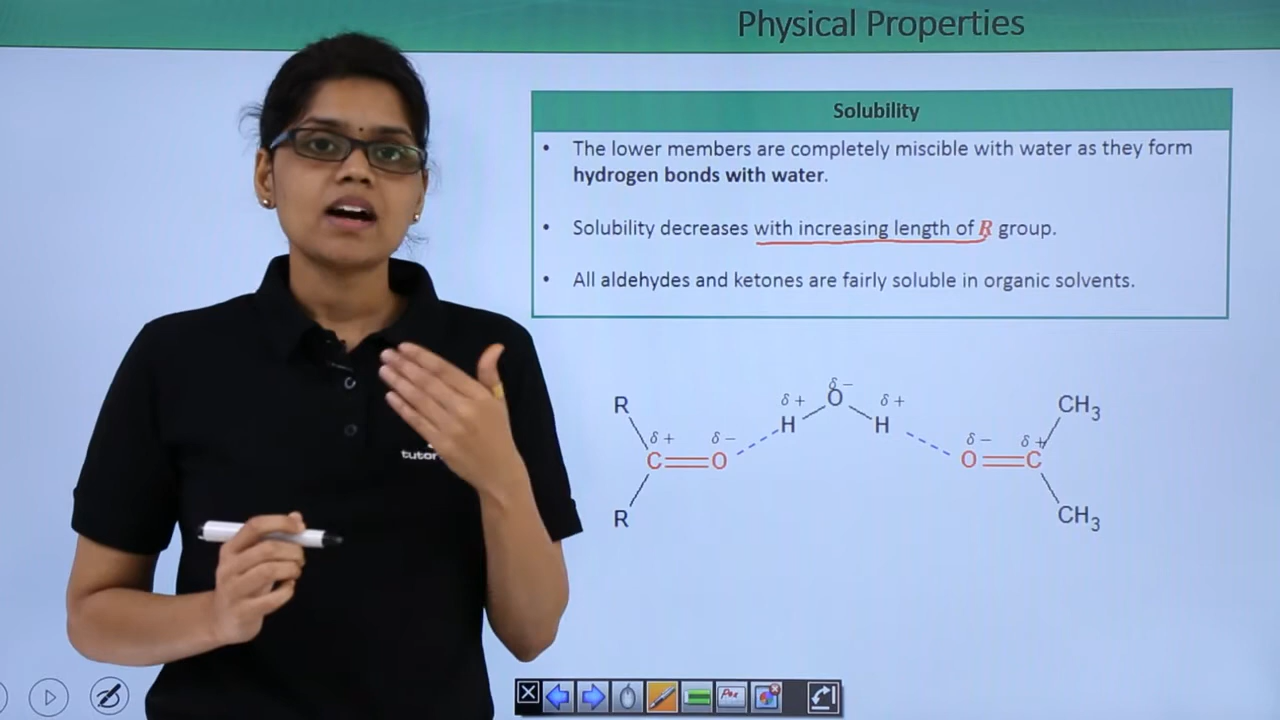 Physical Properties
Solubility
• The lower members are completely miscible with water as they form
hydrogen bonds with water.
• Solubility decreases with increasing length of R group.
• All aldehydes and ketones are fairly soluble in organic solvents.
R
δ+ δ−
C O
R
δ+ δ− δ+
H O H
CH3
δ− δ+
O C
CH3
tutor